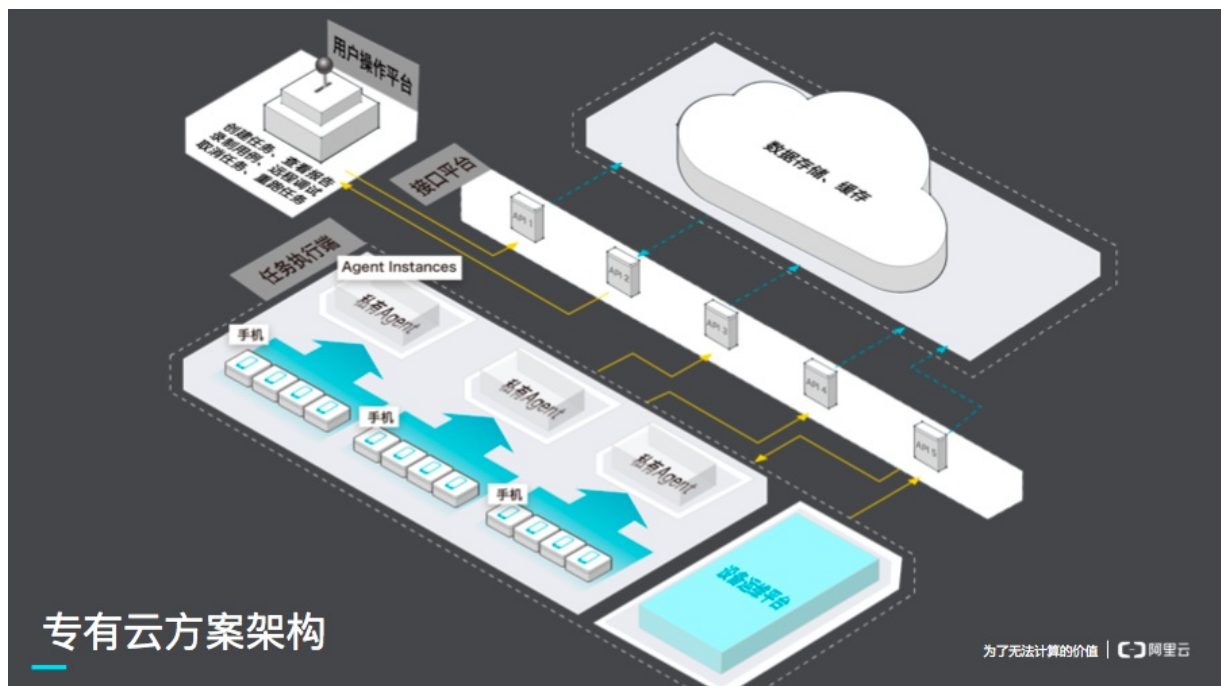 用户操作平台
创建任务、查看报告
录制用例、远程调试
取消任务、重跑任务
接口平台
数据存储、缓存
API 1
API 2
API 3
API 4
API 5
任务执行端
Agent Instances
私有Agent
私有Agent
私有Agent
手机
手机
手机
设备运维平台
专有云方案架构
为了无法计算的价值
阿里云